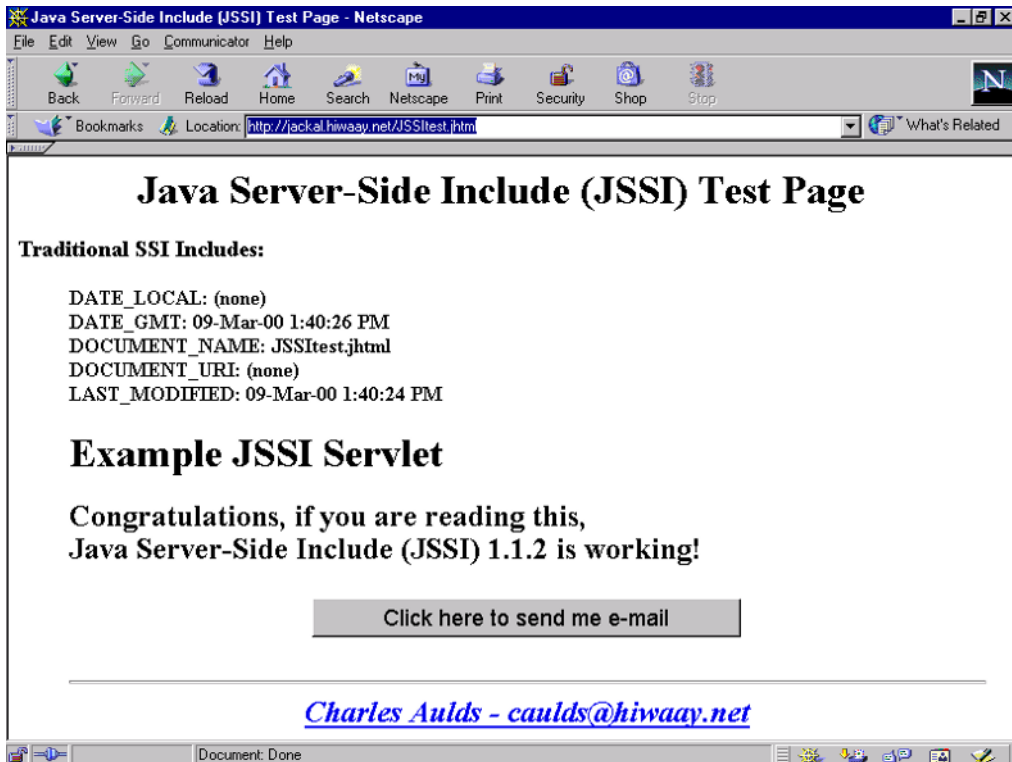 Java Server-Side Include (JSSI) Test Page - Netscape
File Edit View Go Communicator Help
Back Forward Reload Home Search My Netscape Print Security Shop Stop N
Bookmarks Location: http://jackal.hiwaay.net/JSSItest.jhtml What's Related
Java Server-Side Include (JSSI) Test Page
Traditional SSI Includes:
DATE_LOCAL: (none)
DATE_GMT: 09-Mar-00 1:40:26 PM
DOCUMENT_NAME: JSSItest.jhtml
DOCUMENT_URI: (none)
LAST_MODIFIED: 09-Mar-00 1:40:24 PM
Example JSSI Servlet
Congratulations, if you are reading this,
Java Server-Side Include (JSSI) 1.1.2 is working!
Click here to send me e-mail
Charles Aulds - caulds@hiwaay.net
Document: Done